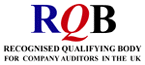 RQB
RECOGNISED QUALIFYING BODY
FOR COMPANY AUDITORS IN THE UK